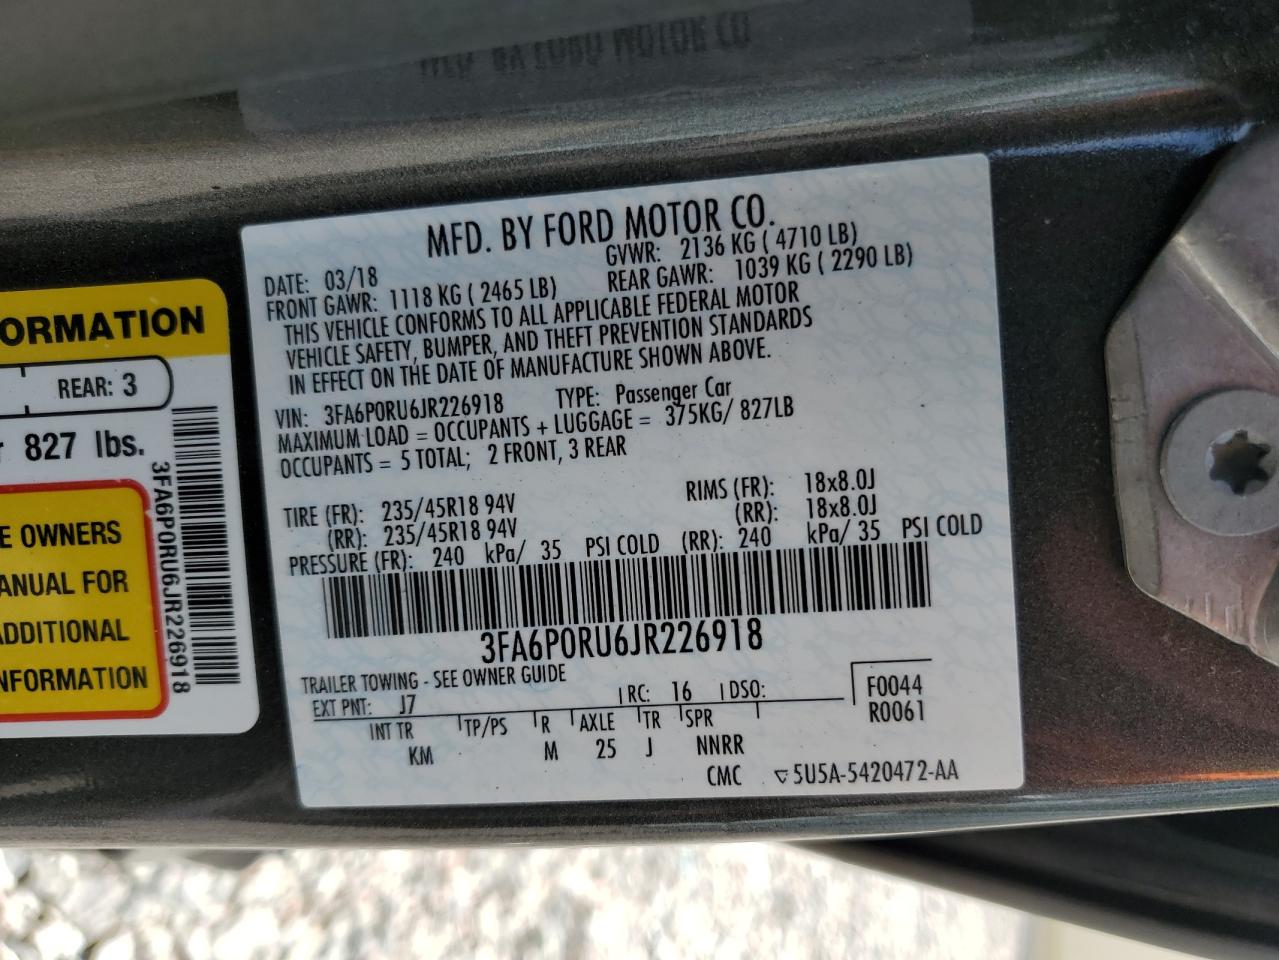 MFD. BY FORD MOTOR CO.
DATE: 03/18 GVWR: 2136 KG ( 4710 LB)
FRONT GAWR: 1118 KG ( 2465 LB) REAR GAWR: 1039 KG ( 2290 LB)
THIS VEHICLE CONFORMS TO ALL APPLICABLE FEDERAL MOTOR
VEHICLE SAFETY, BUMPER, AND THEFT PREVENTION STANDARDS
IN EFFECT ON THE DATE OF MANUFACTURE SHOWN ABOVE.
VIN: 3FA6P0RU6JR226918 TYPE: Passenger Car
MAXIMUM LOAD = OCCUPANTS + LUGGAGE = 375KG/ 827LB
OCCUPANTS = 5 TOTAL; 2 FRONT, 3 REAR
TIRE (FR): 235/45R18 94V RIMS (FR): 18x8.0J
(RR): 235/45R18 94V (RR): 18x8.0J
PRESSURE (FR): 240 kPa/ 35 PSI COLD (RR): 240 kPa/ 35 PSI COLD
3FA6P0RU6JR226918
TRAILER TOWING - SEE OWNER GUIDE
EXT PNT: J7 RC: 16 DSO: F0044
R0061
INT TR TP/PS R AXLE TR SPR
KM M 25 J NNRR
CMC 5U5A-5420472-AA
ORMATION
REAR: 3
r 827 lbs.
3FA6P0RU6JR226918
E OWNERS
ANUAL FOR
ADDITIONAL
NFORMATION